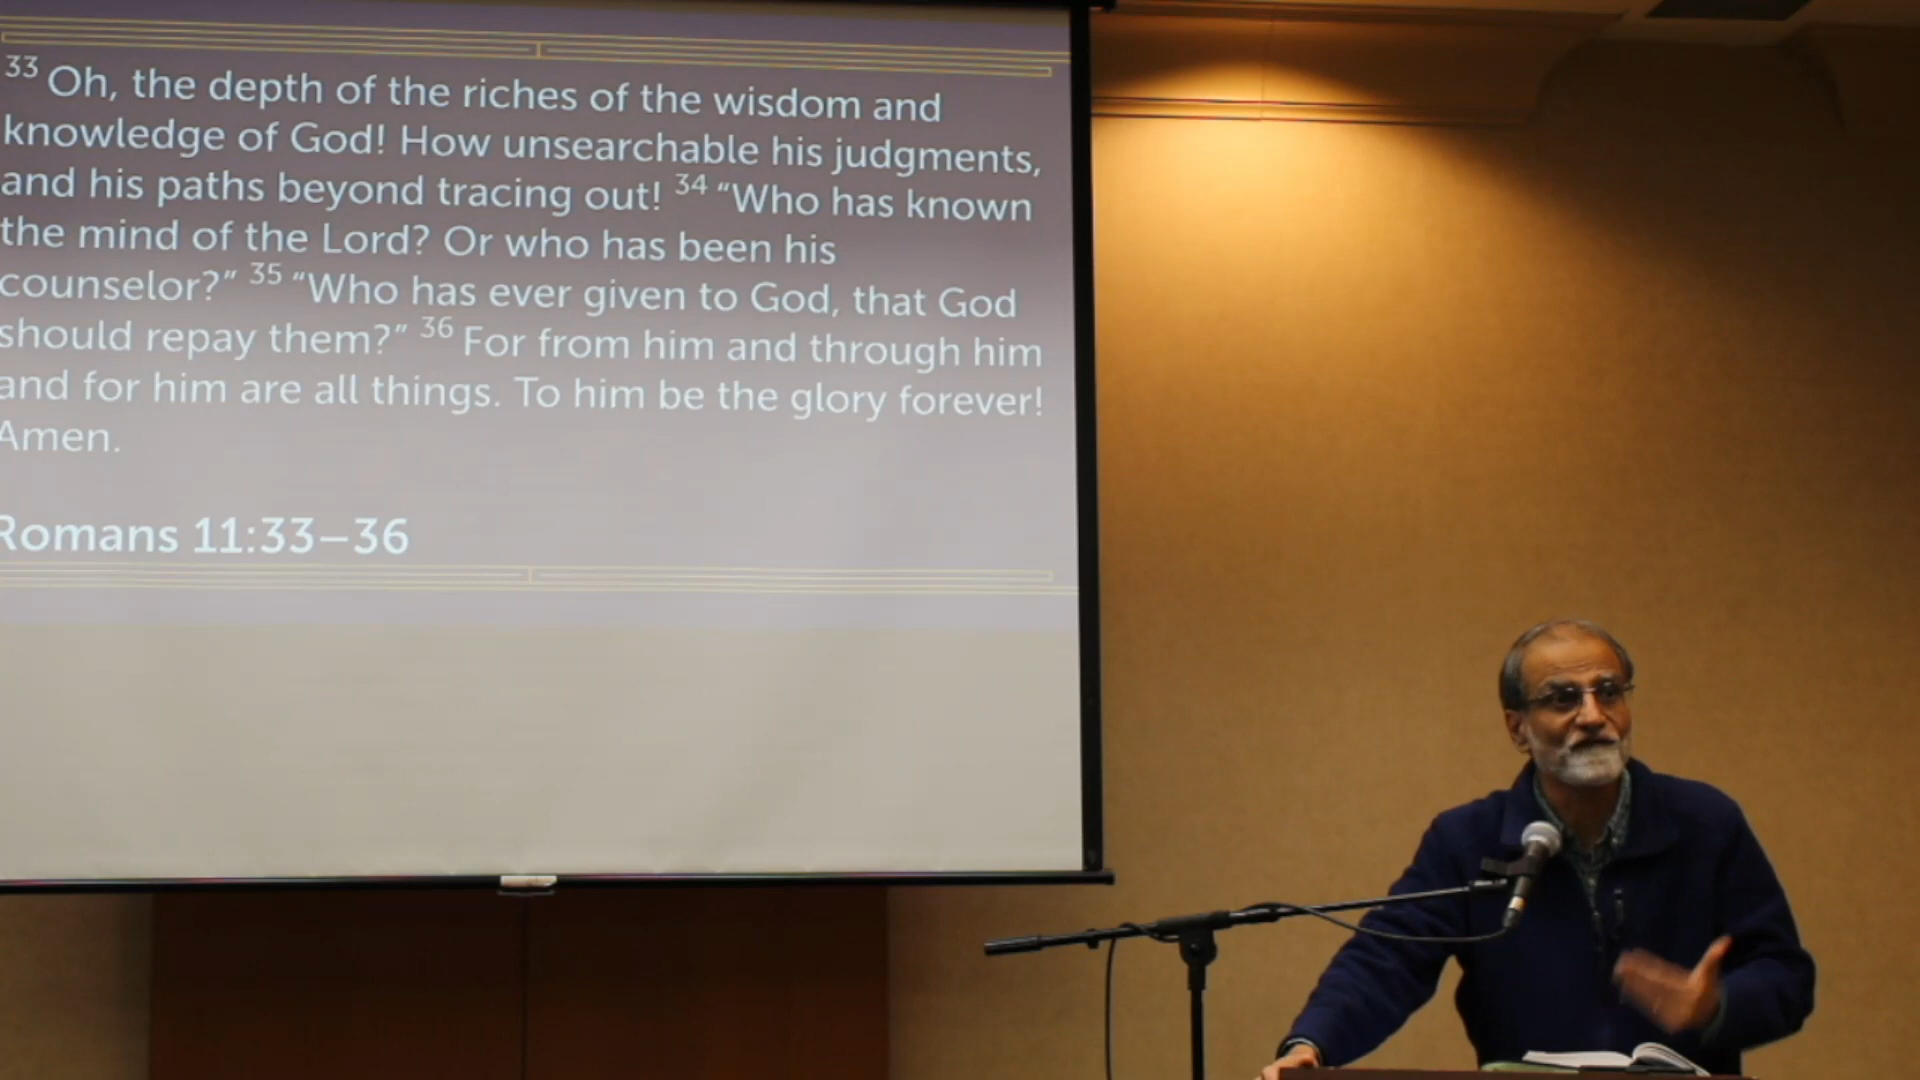 33 Oh, the depth of the riches of the wisdom and
knowledge of God! How unsearchable his judgments,
and his paths beyond tracing out! 34 “Who has known
the mind of the Lord? Or who has been his
counselor?” 35 “Who has ever given to God, that God
should repay them?” 36 For from him and through him
and for him are all things. To him be the glory forever!
Amen.
Romans 11:33–36